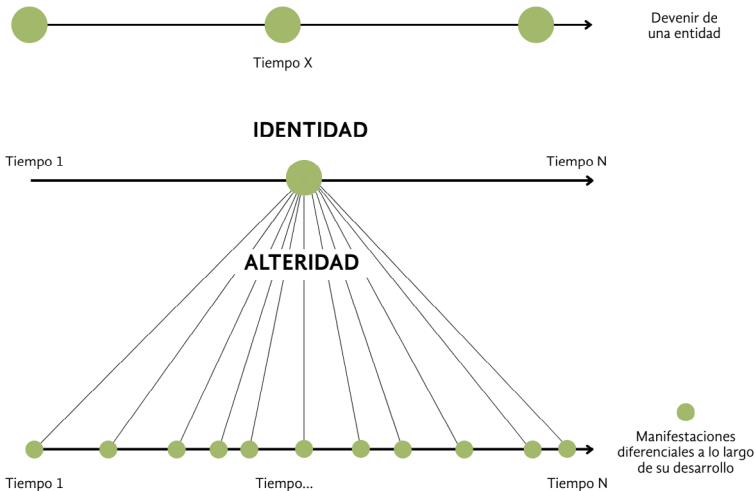 Devenir de
una entidad
Tiempo X
IDENTIDAD
Tiempo 1
Tiempo N
ALTERIDAD
Manifestaciones
diferenciales a lo largo
de su desarrollo
Tiempo 1
Tiempo...
Tiempo N